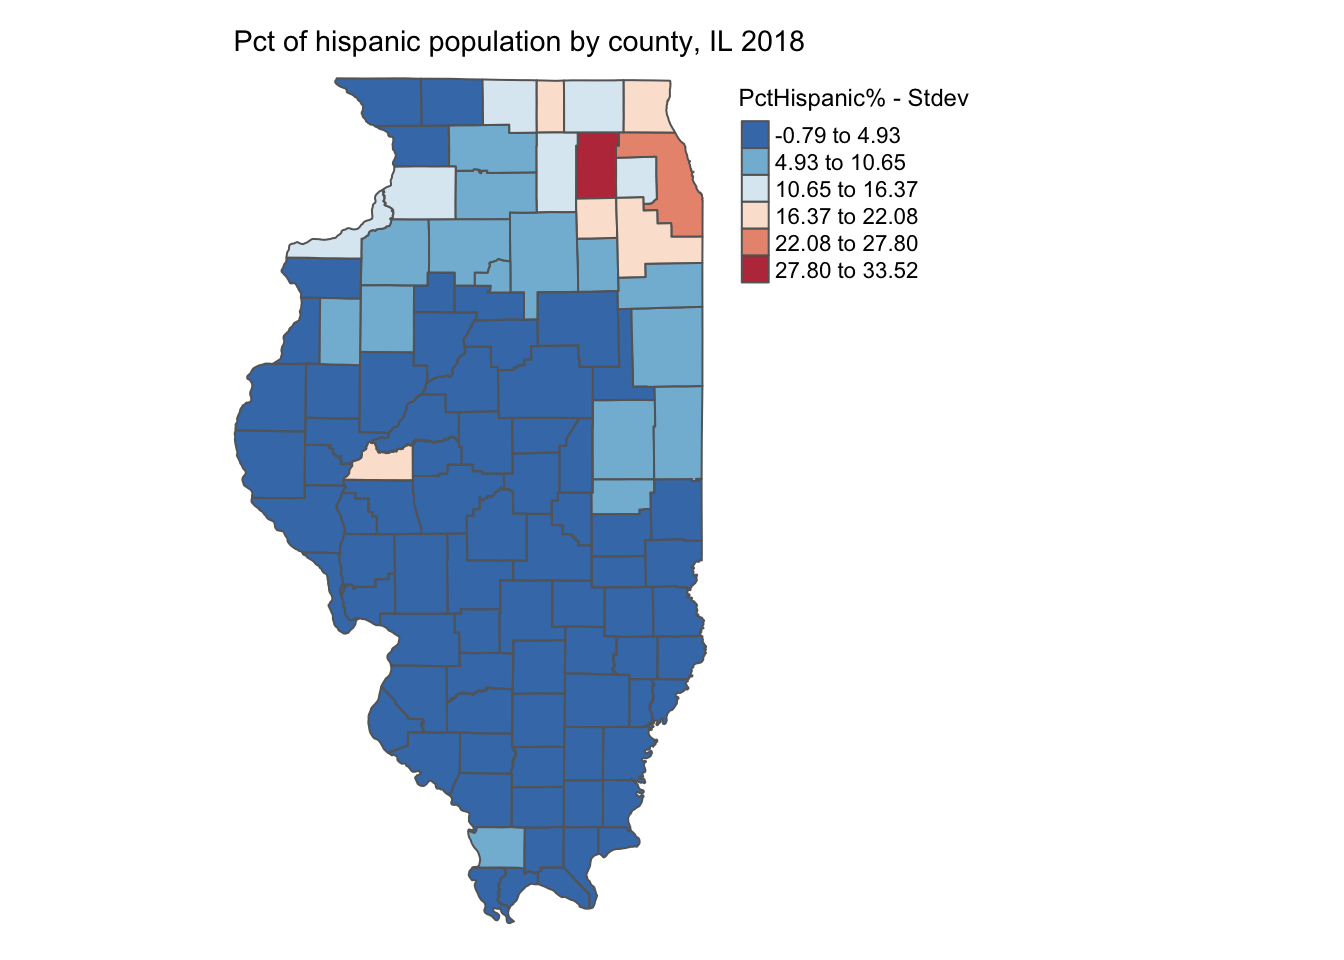 Pct of hispanic population by county, IL 2018
PctHispanic% - Stdev
-0.79 to 4.93
4.93 to 10.65
10.65 to 16.37
16.37 to 22.08
22.08 to 27.80
27.80 to 33.52